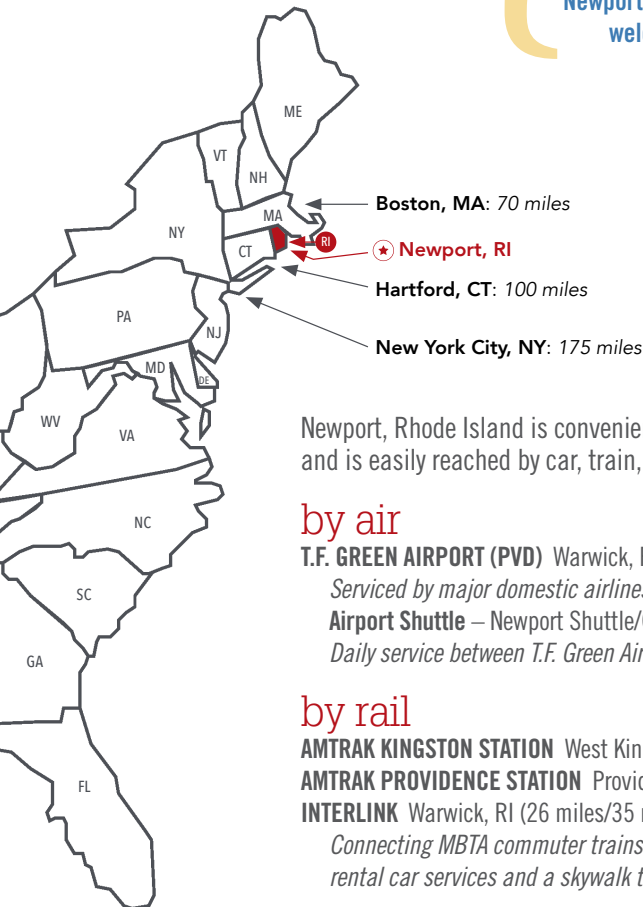 Newport
wel
ME
VT
NH
MA
NY
CT
RI
PA
NJ
MD
DE
WV
VA
NC
SC
GA
FL
Boston, MA: 70 miles
Newport, RI
Hartford, CT: 100 miles
New York City, NY: 175 miles
Newport, Rhode Island is convenie
and is easily reached by car, train,
by air
T.F. GREEN AIRPORT (PVD) Warwick,
Serviced by major domestic airlines
Airport Shuttle – Newport Shuttle/
Daily service between T.F. Green Air
by rail
AMTRAK KINGSTON STATION West Kin
AMTRAK PROVIDENCE STATION Provid
INTERLINK Warwick, RI (26 miles/35
Connecting MBTA commuter trains
rental car services and a skywalk t